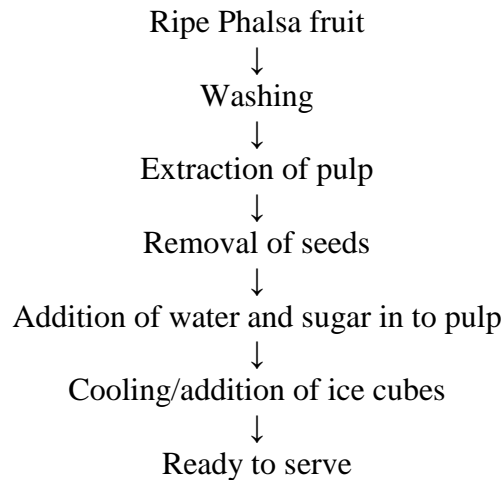 Ripe Phalsa fruit
↓
Washing
↓
Extraction of pulp
↓
Removal of seeds
↓
Addition of water and sugar in to pulp
↓
Cooling/addition of ice cubes
↓
Ready to serve